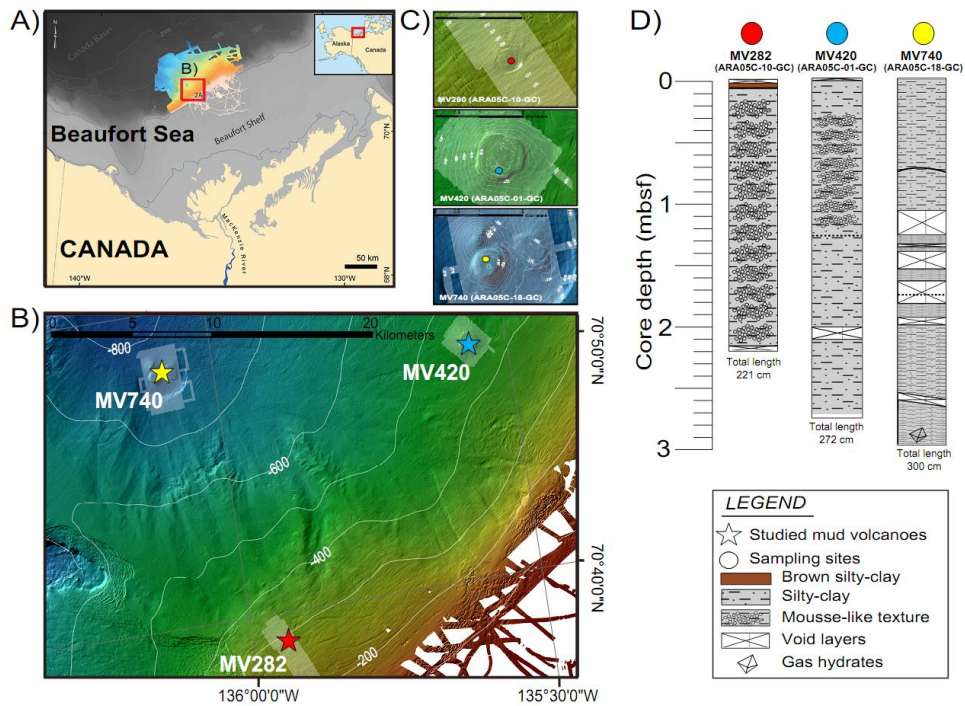 A)
Canada Basin
B)
2A
Beaufort Sea
Beaufort Shelf
70°N
MacKenzie River
CANADA
50 km
140°W
130°W
68°N
Alaska
Canada
C)
MV290 (ARA05C-10-GC)
MV420 (ARA05C-01-GC)
MV740 (ARA05C-18-GC)
B)
0 5 10 20
Kilometers
-800
MV740
MV420
-600
-400
MV282
-200
70°50'0"N
70°40'0"N
136°00'0"W
135°30'0"W
D)
MV282
(ARA05C-10-GC)
MV420
(ARA05C-01-GC)
MV740
(ARA05C-18-GC)
Core depth (mbsf)
0
1
2
3
Total length
221 cm
Total length
272 cm
Total length
300 cm
LEGEND
Studied mud volcanoes
Sampling sites
Brown silty-clay
Silty-clay
Mousse-like texture
Void layers
Gas hydrates